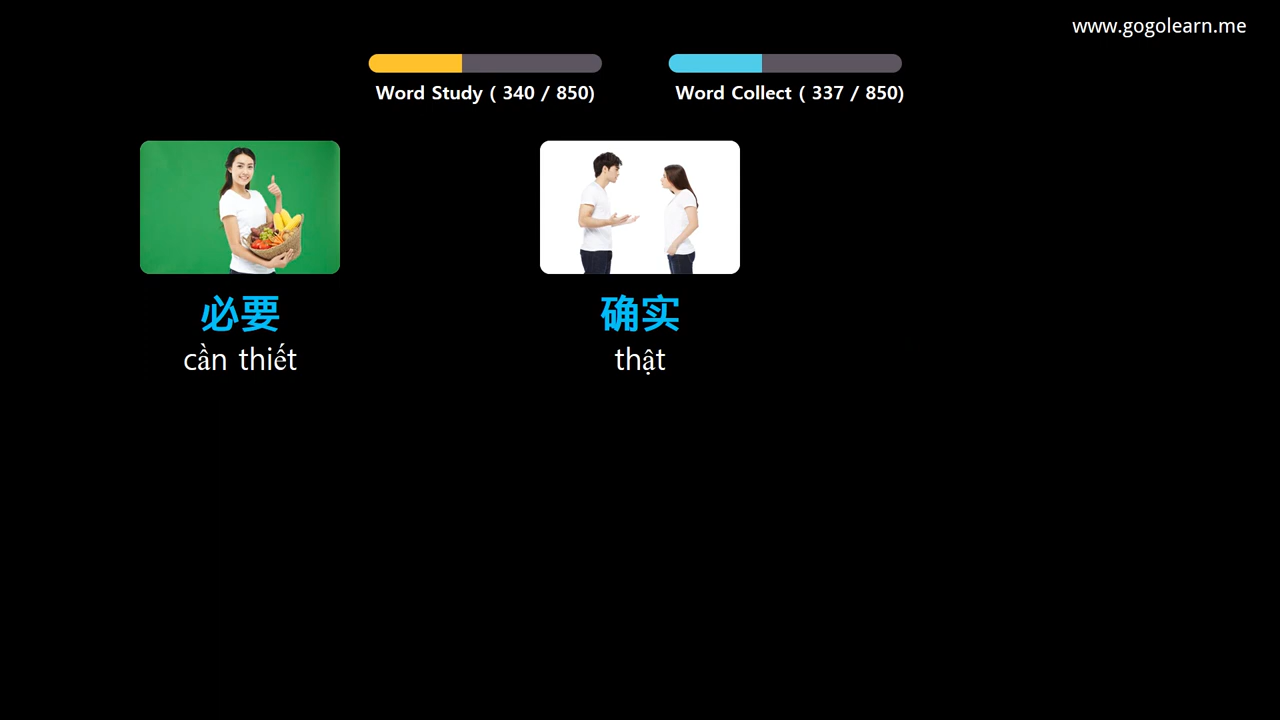 www.gogolearn.me
Word Study ( 340 / 850)
Word Collect ( 337 / 850)
必要
cần thiết
确实
thật